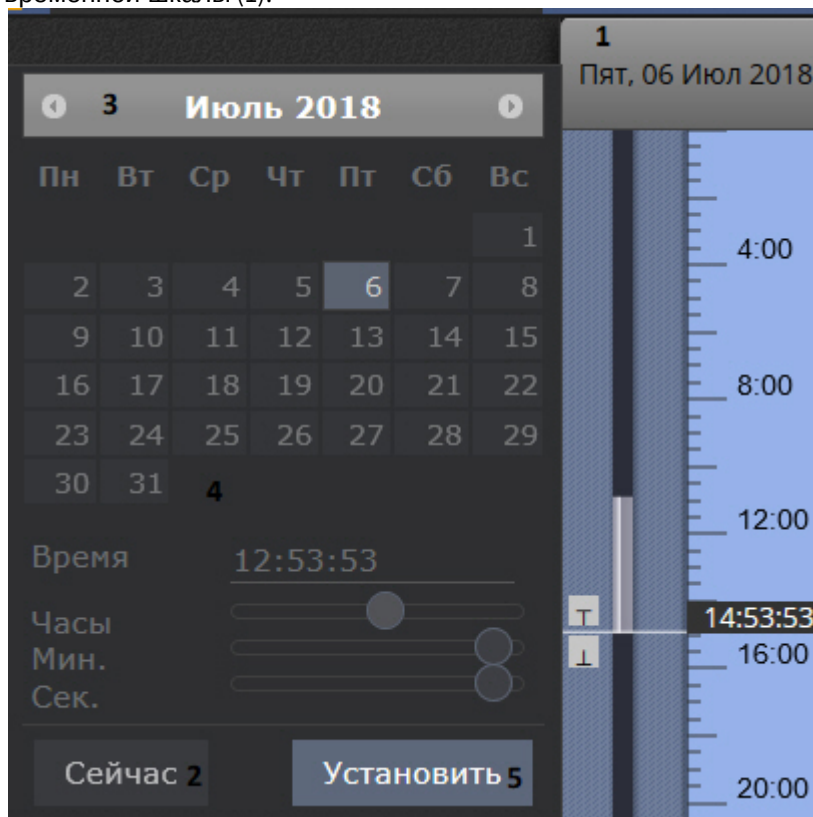 временной шкалы (1).
1
Пят, 06 Июл 2018
3 Июль 2018
Пн Вт Ср Чт Пт Сб Вс
1
2 3 4 5 6 7 8
9 10 11 12 13 14 15
16 17 18 19 20 21 22
23 24 25 26 27 28 29
30 31 4
Время 12:53:53
Часы
Мин.
Сек.
Сейчас 2 Установить 5
4:00
8:00
12:00
14:53:53
16:00
20:00